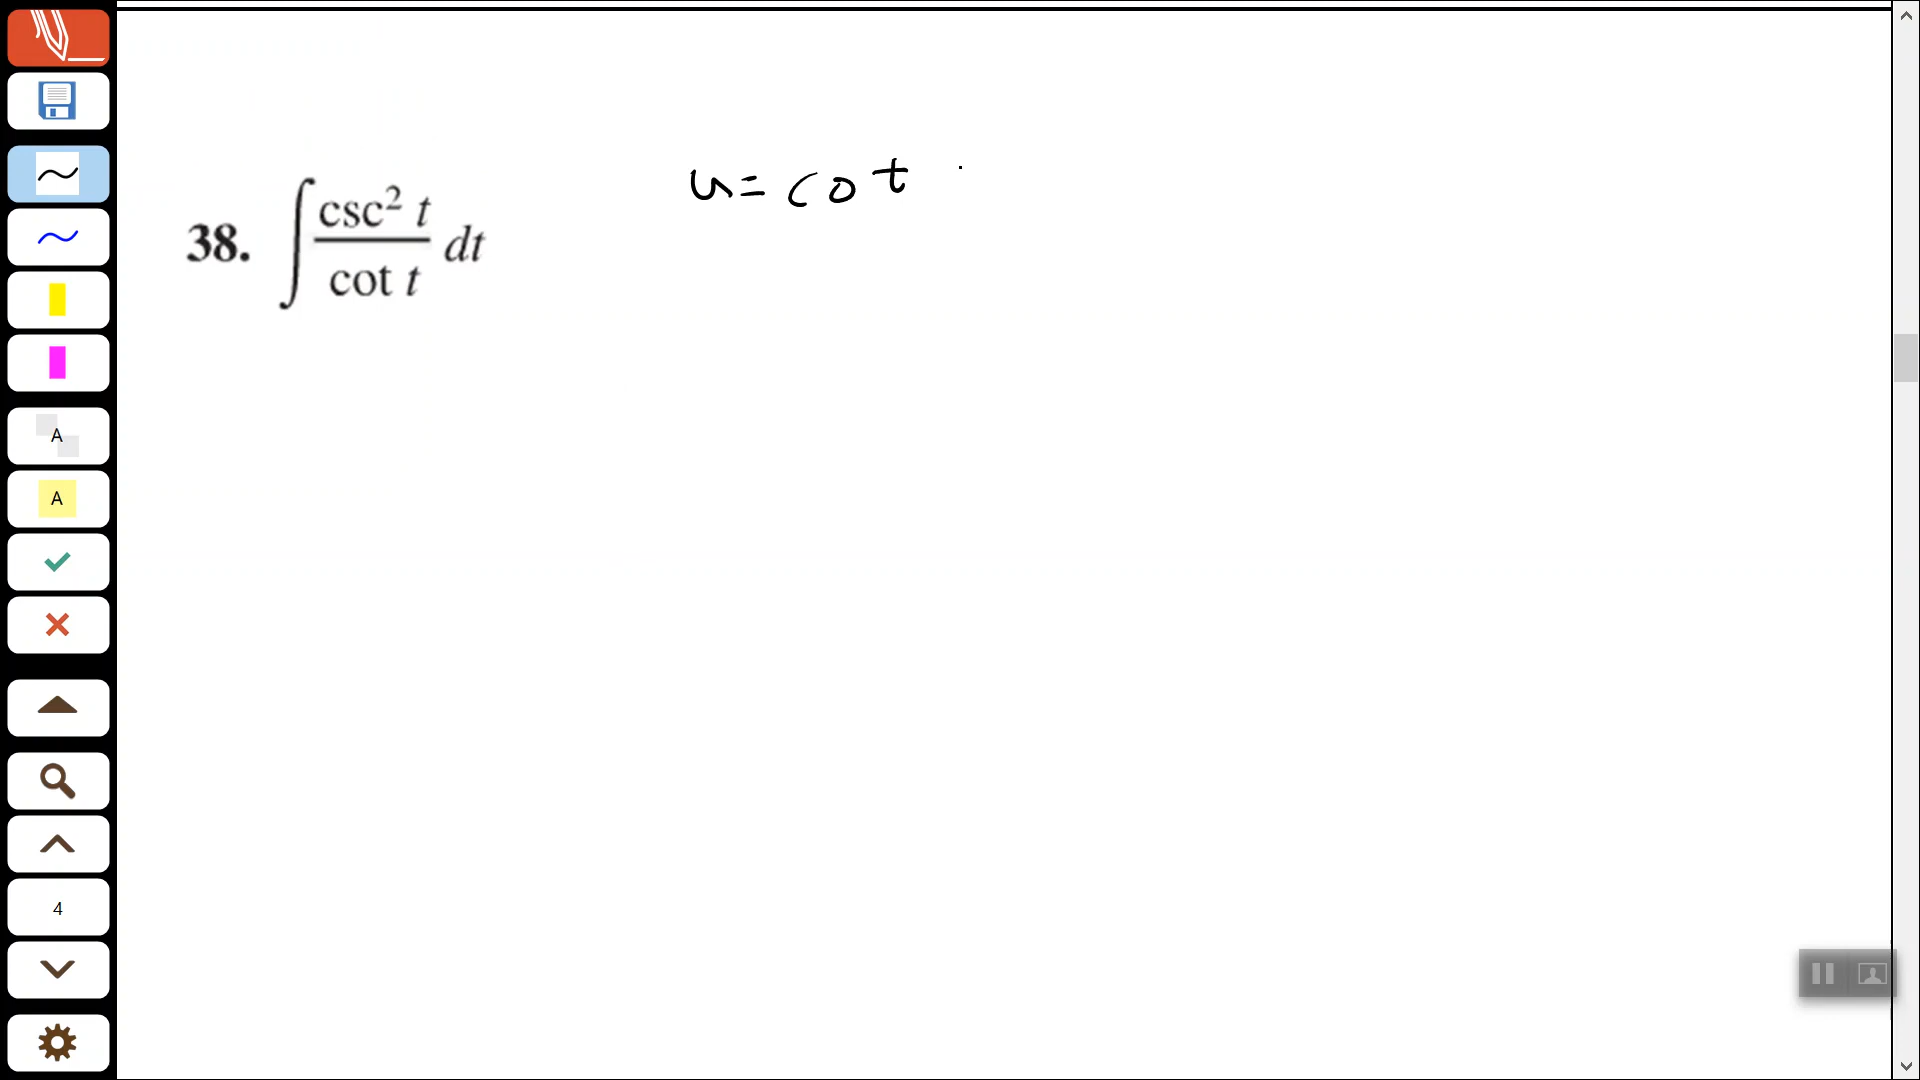 u = cot
38. ∫ csc² t / cot t dt
A
A
4